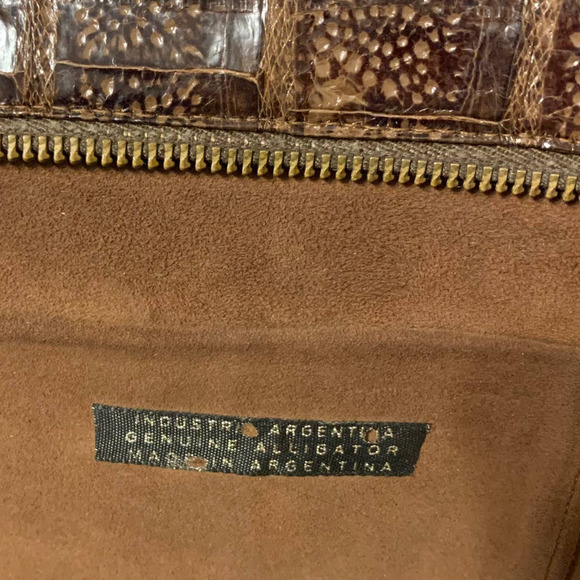 INDUSTRIA ARGENTINA
GENUINE ALLIGATOR
MADE IN ARGENTINA